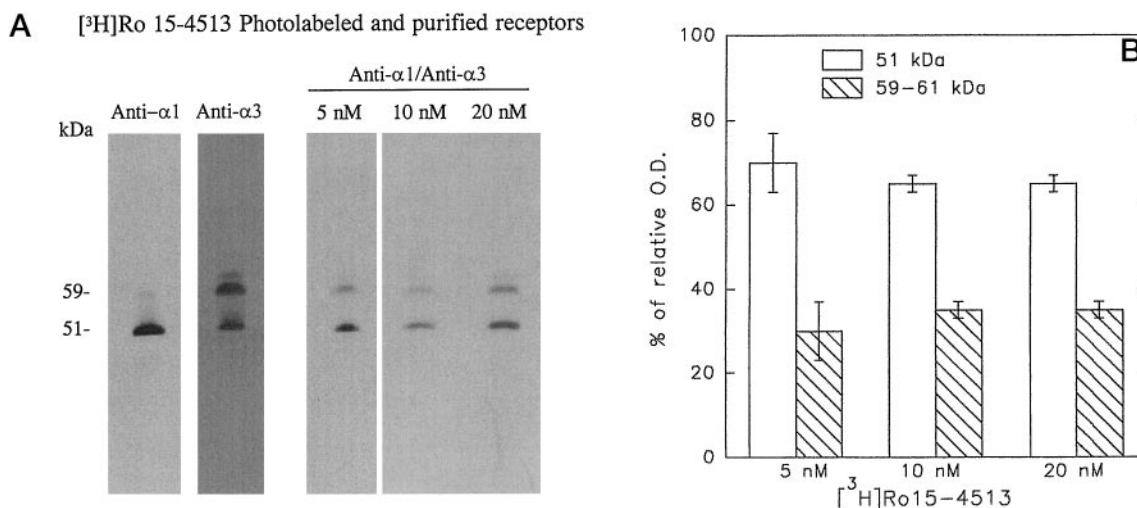 A
[³H]Ro 15-4513 Photolabeled and purified receptors
Anti-α1/Anti-α3
kDa
Anti-α1
Anti-α3
5 nM
10 nM
20 nM
59-
51-
B
51 kDa
59-61 kDa
% of relative O.D.
100
80
60
40
20
0
5 nM
10 nM
20 nM
[³H]Ro15-4513